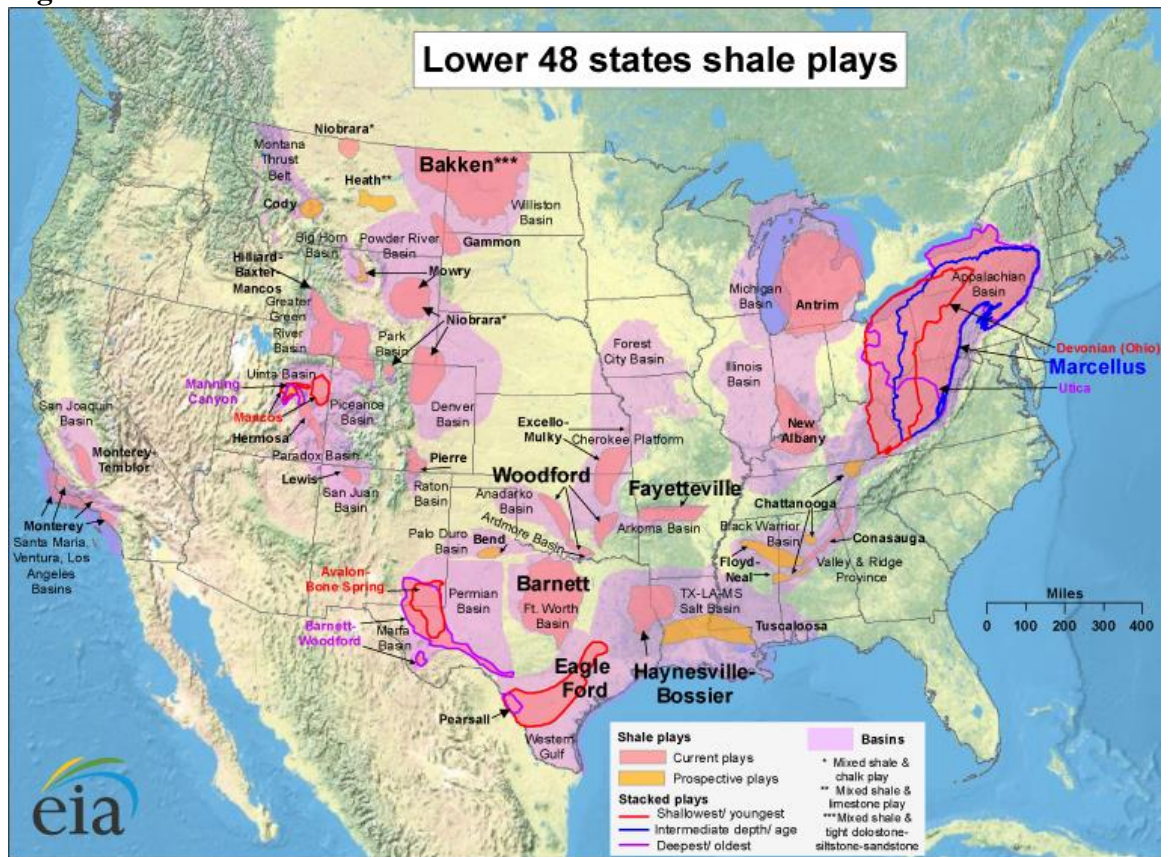 Lower 48 states shale plays
Niobrara*
Montana
Thrust
Belt
Bakken***
Heath**
Cody
Williston
Basin
Big Horn
Basin
Powder River
Basin
Gammon
Hilliard-
Baxter-
Mancos
Mowry
Greater
Green
River
Basin
Niobrara*
Park
Basin
Michigan
Basin
Antrim
Appalachian
Basin
Devonian (Ohio)
Marcellus
Utica
Forest
City Basin
Illinois
Basin
Uinta Basin
Manning
Canyon
Mancos
Piceance
Basin
Denver
Basin
San Joaquin
Basin
Hermosa
Paradox Basin
Excello-
Mulky
Cherokee Platform
New
Albany
Monterey-
Temblor
Pierre
Lewis
San Juan
Basin
Raton
Basin
Woodford
Anadarko
Basin
Fayetteville
Chattanooga
Monterey
Santa Maria,
Ventura, Los
Angeles
Basins
Palo Duro
Basin
Bend
Ardmore Basin
Arkoma Basin
Black Warrior
Basin
Conasauga
Floyd-
Neal
Valley & Ridge
Province
Avalon-
Bone Spring
Permian
Basin
Barnett
Ft. Worth
Basin
TX-LA-MS
Salt Basin
Tuscaloosa
Miles
0 100 200 300 400
Barnett-
Woodford
Marfa
Basin
Eagle
Ford
Haynesville-
Bossier
Pearsall
Western
Gulf
Shale plays
Current plays
Prospective plays
Stacked plays
Shallowest/ youngest
Intermediate depth/ age
Deepest/ oldest
Basins
* Mixed shale &
chalk play
** Mixed shale &
limestone play
***Mixed shale &
tight dolostone-
siltstone-sandstone
eia